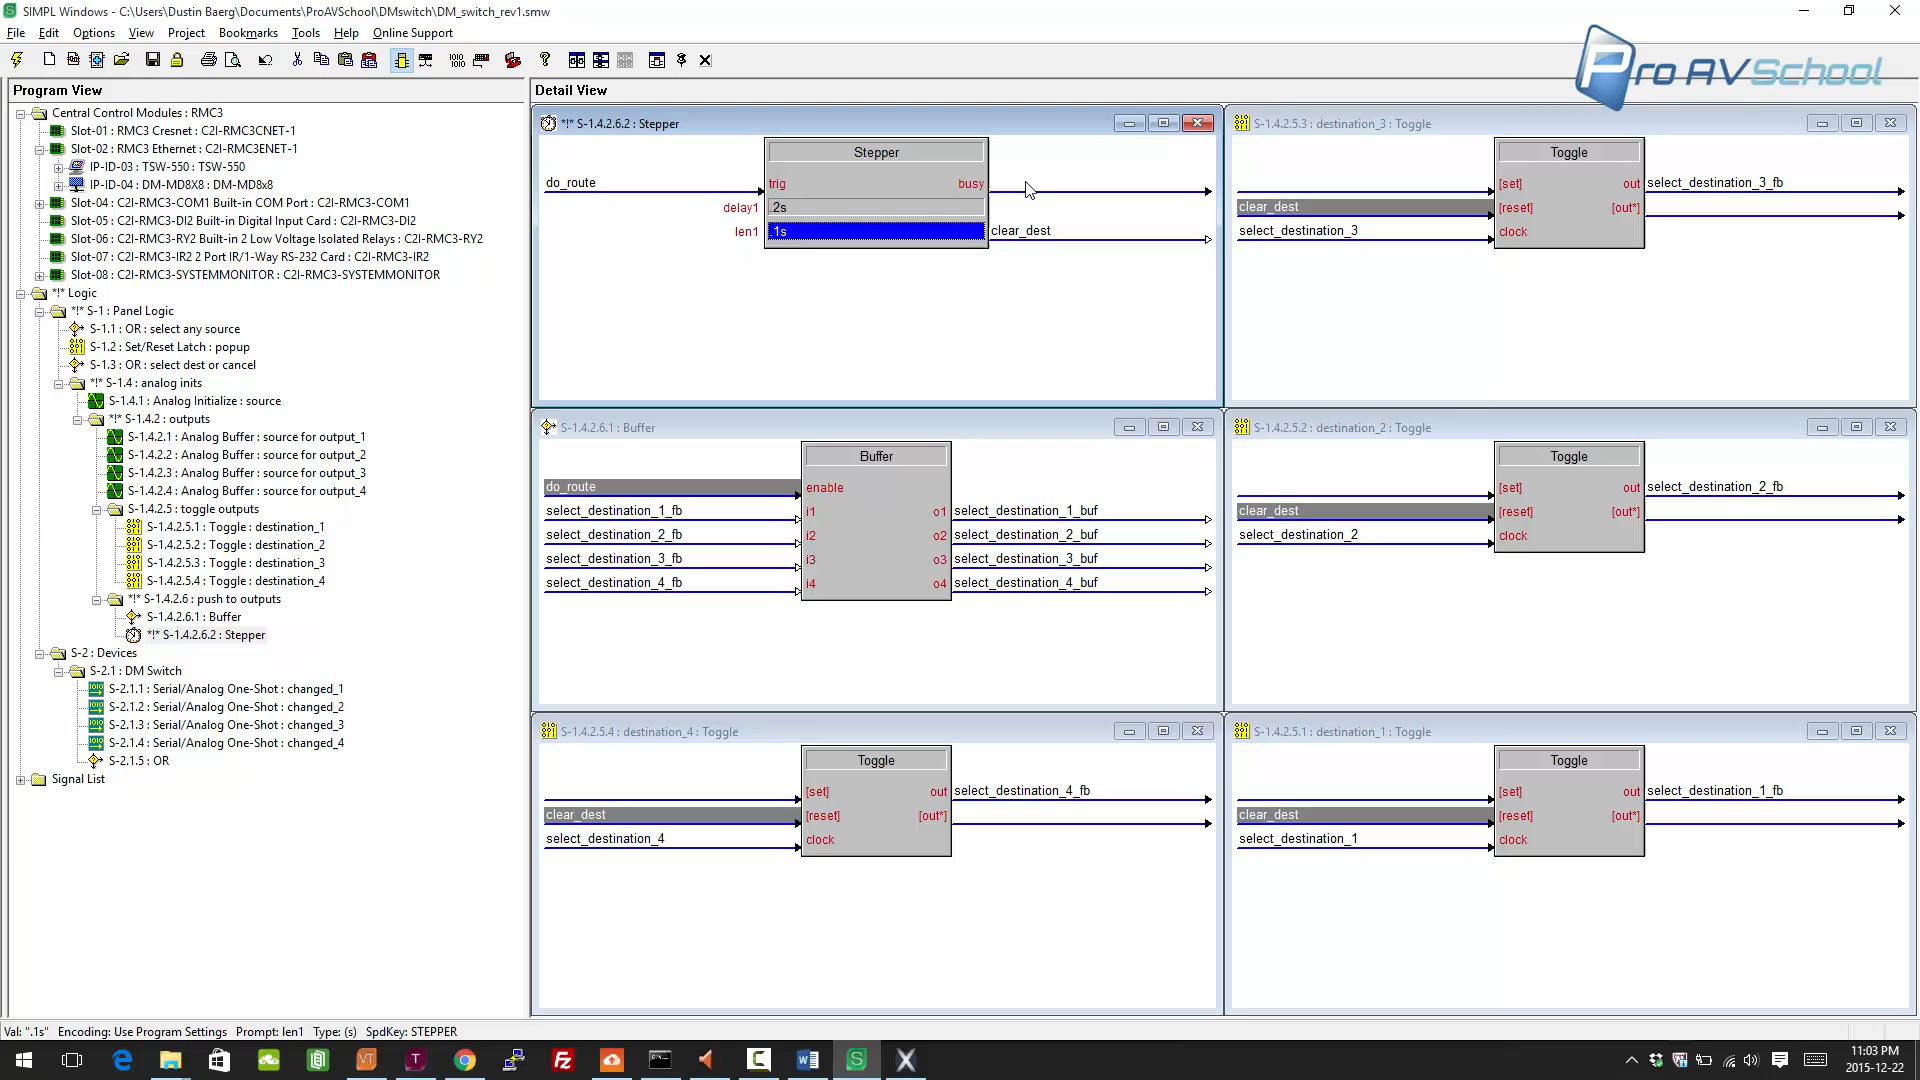 SIMPL Windows - C:\Users\Dustin Baerg\Documents\ProAVSchool\DMswitch\DM_switch_rev1.smw
File Edit Options View Project Bookmarks Tools Help Online Support
Pro AVSchool
Program View
Central Control Modules : RMC3
Slot-01 : RMC3 Cresnet : C2I-RMC3CNET-1
Slot-02 : RMC3 Ethernet : C2I-RMC3ENET-1
IP-ID-03 : TSW-550 : TSW-550
IP-ID-04 : DM-MD8X8 : DM-MD8x8
Slot-04 : C2I-RMC3-COM1 Built-in COM Port : C2I-RMC3-COM1
Slot-05 : C2I-RMC3-DI2 Built-in Digital Input Card : C2I-RMC3-DI2
Slot-06 : C2I-RMC3-RY2 Built-in 2 Low Voltage Isolated Relays : C2I-RMC3-RY2
Slot-07 : C2I-RMC3-IR2 2 Port IR/1-Way RS-232 Card : C2I-RMC3-IR2
Slot-08 : C2I-RMC3-SYSTEMMONITOR : C2I-RMC3-SYSTEMMONITOR
*!* Logic
*!* S-1 : Panel Logic
S-1.1 : OR : select any source
S-1.2 : Set/Reset Latch : popup
S-1.3 : OR : select dest or cancel
*!* S-1.4 : analog inits
S-1.4.1 : Analog Initialize : source
*!* S-1.4.2 : outputs
S-1.4.2.1 : Analog Buffer : source for output_1
S-1.4.2.2 : Analog Buffer : source for output_2
S-1.4.2.3 : Analog Buffer : source for output_3
S-1.4.2.4 : Analog Buffer : source for output_4
S-1.4.2.5 : toggle outputs
S-1.4.2.5.1 : Toggle : destination_1
S-1.4.2.5.2 : Toggle : destination_2
S-1.4.2.5.3 : Toggle : destination_3
S-1.4.2.5.4 : Toggle : destination_4
*!* S-1.4.2.6 : push to outputs
S-1.4.2.6.1 : Buffer
*!* S-1.4.2.6.2 : Stepper
S-2 : Devices
S-2.1 : DM Switch
S-2.1.1 : Serial/Analog One-Shot : changed_1
S-2.1.2 : Serial/Analog One-Shot : changed_2
S-2.1.3 : Serial/Analog One-Shot : changed_3
S-2.1.4 : Serial/Analog One-Shot : changed_4
S-2.1.5 : OR
Signal List
Detail View
*!* S-1.4.2.6.2 : Stepper
Stepper
do_route trig busy
delay1 .2s
len1 .1s clear_dest
S-1.4.2.5.3 : destination_3 : Toggle
Toggle
[set] out select_destination_3_fb
clear_dest [reset] [out*]
select_destination_3 clock
S-1.4.2.6.1 : Buffer
Buffer
do_route enable
select_destination_1_fb i1 o1 select_destination_1_buf
select_destination_2_fb i2 o2 select_destination_2_buf
select_destination_3_fb i3 o3 select_destination_3_buf
select_destination_4_fb i4 o4 select_destination_4_buf
S-1.4.2.5.2 : destination_2 : Toggle
Toggle
[set] out select_destination_2_fb
clear_dest [reset] [out*]
select_destination_2 clock
S-1.4.2.5.4 : destination_4 : Toggle
Toggle
[set] out select_destination_4_fb
clear_dest [reset] [out*]
select_destination_4 clock
S-1.4.2.5.1 : destination_1 : Toggle
Toggle
[set] out select_destination_1_fb
clear_dest [reset] [out*]
select_destination_1 clock
Val: ".1s" Encoding: Use Program Settings Prompt: len1 Type: (s) SpdKey: STEPPER
11:03 PM
2015-12-22